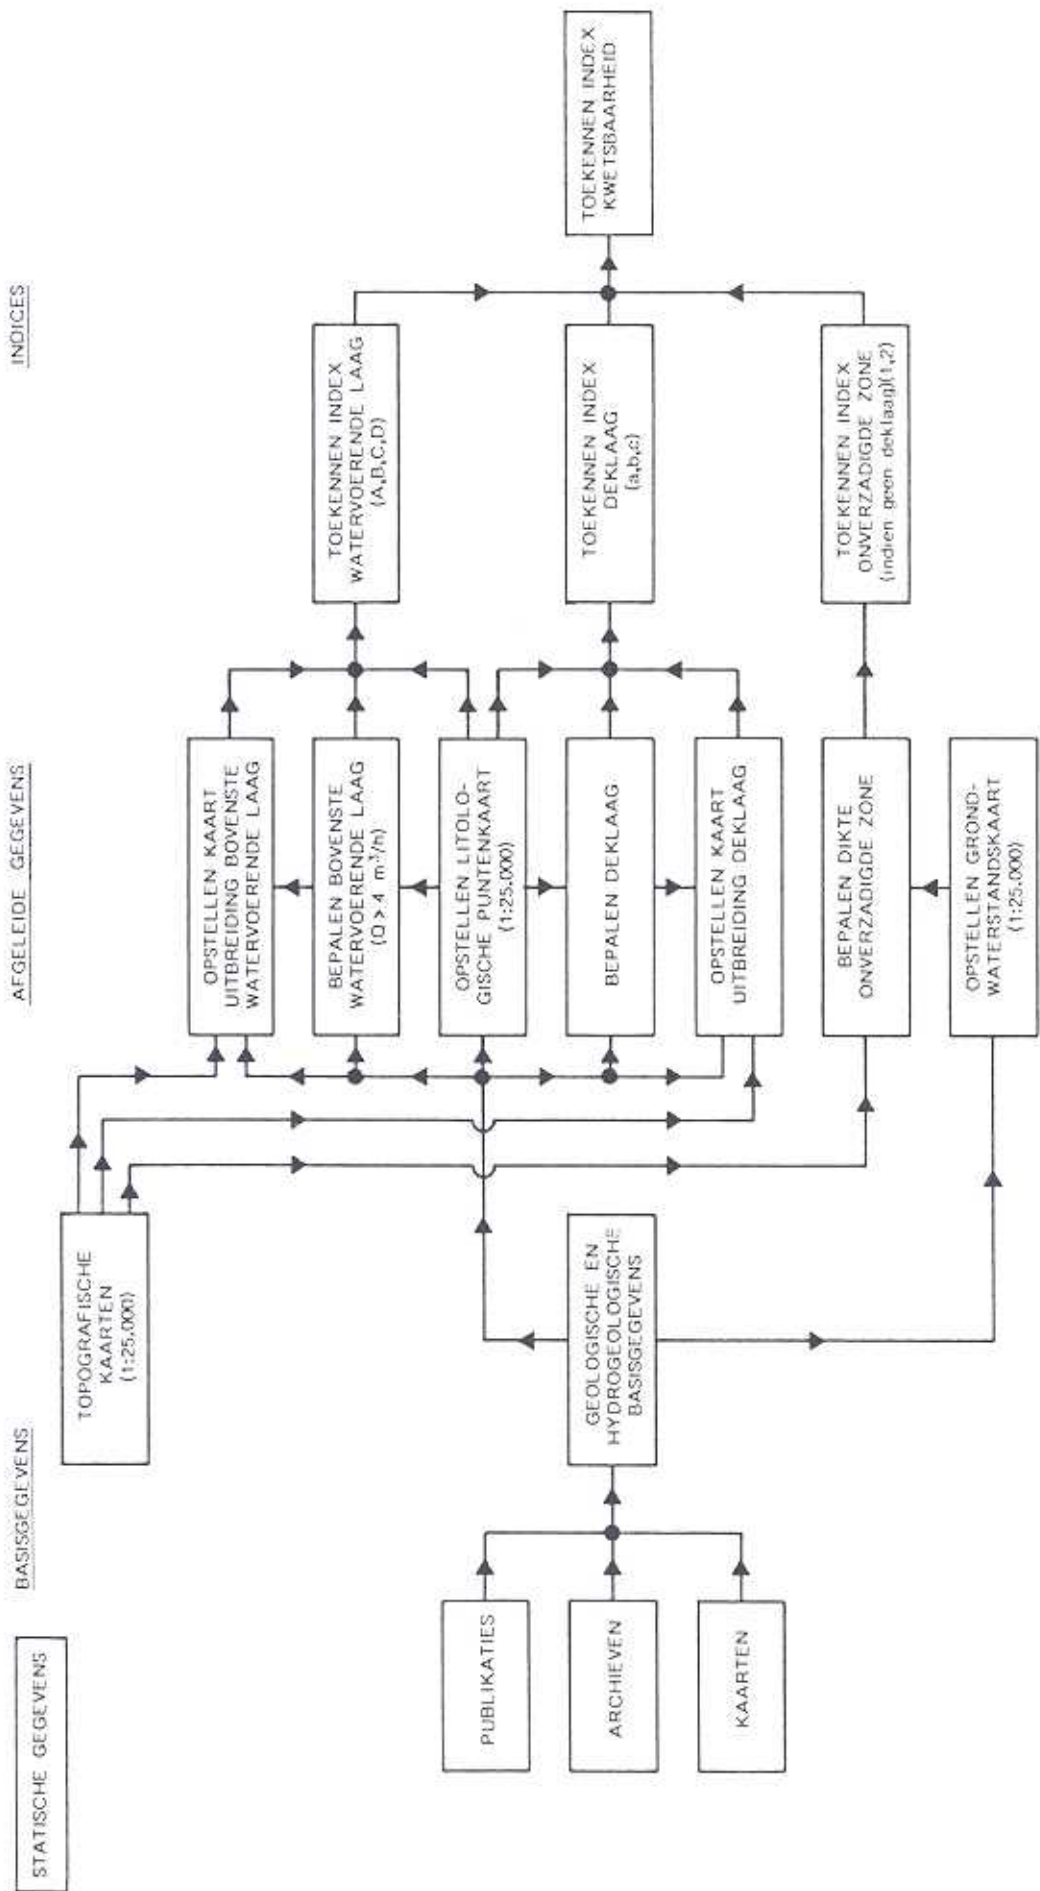 STATISCHE GEGEVENS
BASISGEGEVENS
AFGELEIDE GEGEVENS
INDICES
TOPOGRAFISCHE
KAARTEN
(1:25.000)
PUBLIKATIES
ARCHIEVEN
KAARTEN
GEOLOGISCHE EN
HYDROGEOLOGISCHE
BASISGEGEVENS
OPSTELLEN KAART
UITBREIDING BOVENSTE
WATERVOERENDE LAAG
BEPALEN BOVENSTE
WATERVOERENDE LAAG
(Q > 4 m³/h)
OPSTELLEN LITOLO-
GISCHE PUNTENKAART
(1:25.000)
BEPALEN DEKLAAG
OPSTELLEN KAART
UITBREIDING DEKLAAG
BEPALEN DIKTE
ONVERZADIGDE ZONE
OPSTELLEN GROND-
WATERSTANDSKAART
(1:25.000)
TOEKENNEN INDEX
WATERVOERENDE LAAG
(A,B,C,D)
TOEKENNEN INDEX
DEKLAAG
(a,b,c)
TOEKENNEN INDEX
ONVERZADIGDE ZONE
(indien geen deklaag)(1,2)
TOEKENNEN INDEX
KWETSBAARHEID